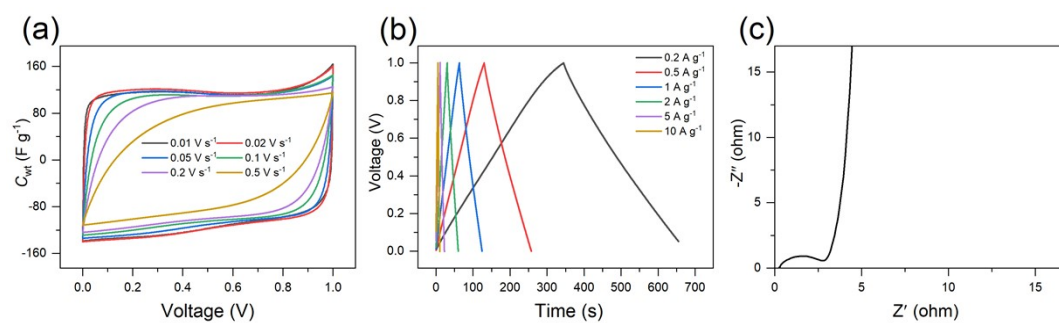 (a)
160
80
0
-80
-160
C_wt (F g⁻¹)
0.01 V s⁻¹ 0.02 V s⁻¹
0.05 V s⁻¹ 0.1 V s⁻¹
0.2 V s⁻¹ 0.5 V s⁻¹
0.0 0.2 0.4 0.6 0.8 1.0
Voltage (V)
(b)
1.0
0.8
0.6
0.4
0.2
0.0
Voltage (V)
0.2 A g⁻¹
0.5 A g⁻¹
1 A g⁻¹
2 A g⁻¹
5 A g⁻¹
10 A g⁻¹
0 100 200 300 400 500 600 700
Time (s)
(c)
15
10
5
0
-Z″ (ohm)
0 5 10 15
Z′ (ohm)